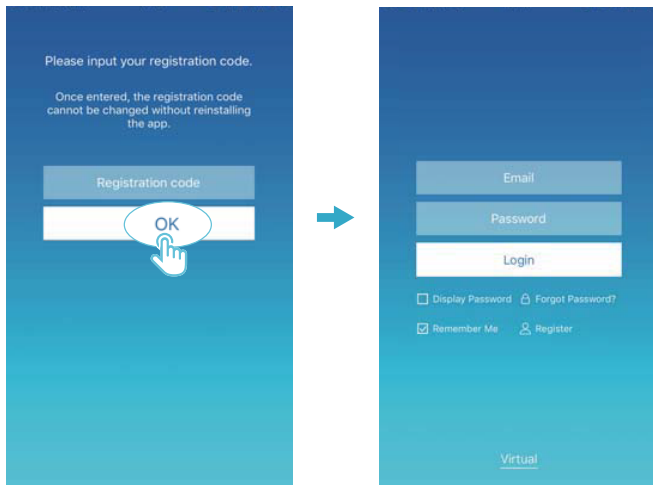 Please input your registration code.
Once entered, the registration code
cannot be changed without reinstalling
the app.
Registration code
OK
Email
Password
Login
Display Password
Forgot Password?
Remember Me
Register
Virtual